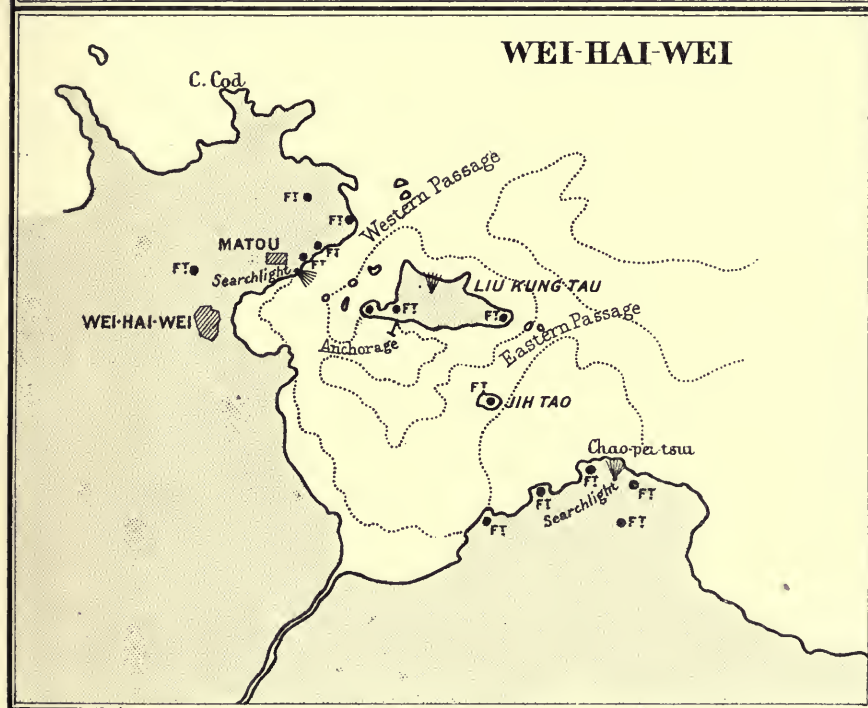 WEI-HAI-WEI
C. Cod
Western Passage
FT
FT
MATOU
FT
FT
FT
Searchlight
LIU KUNG TAU
WEI-HAI-WEI
FT
FT
Anchorage
Eastern Passage
FT
JIH TAO
Chao-pei-tsui
FT
FT
Searchlight
FT
FT
FT